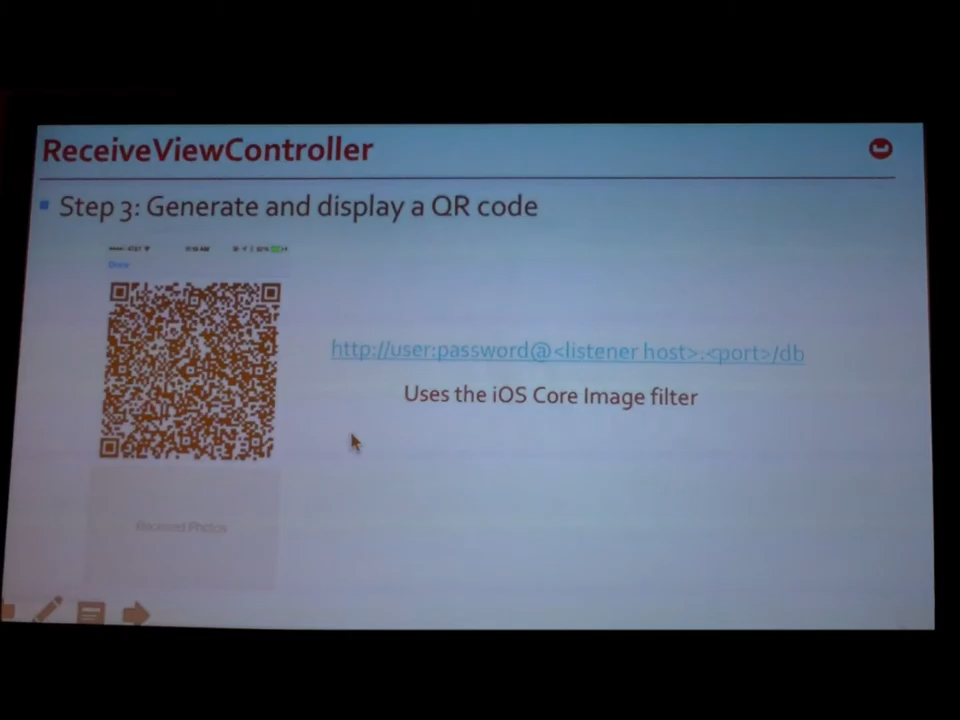 ReceiveViewController
Step 3: Generate and display a QR code
Done
http://user:password@<listener host>:<port>/db
Uses the iOS Core Image filter
Received Photos